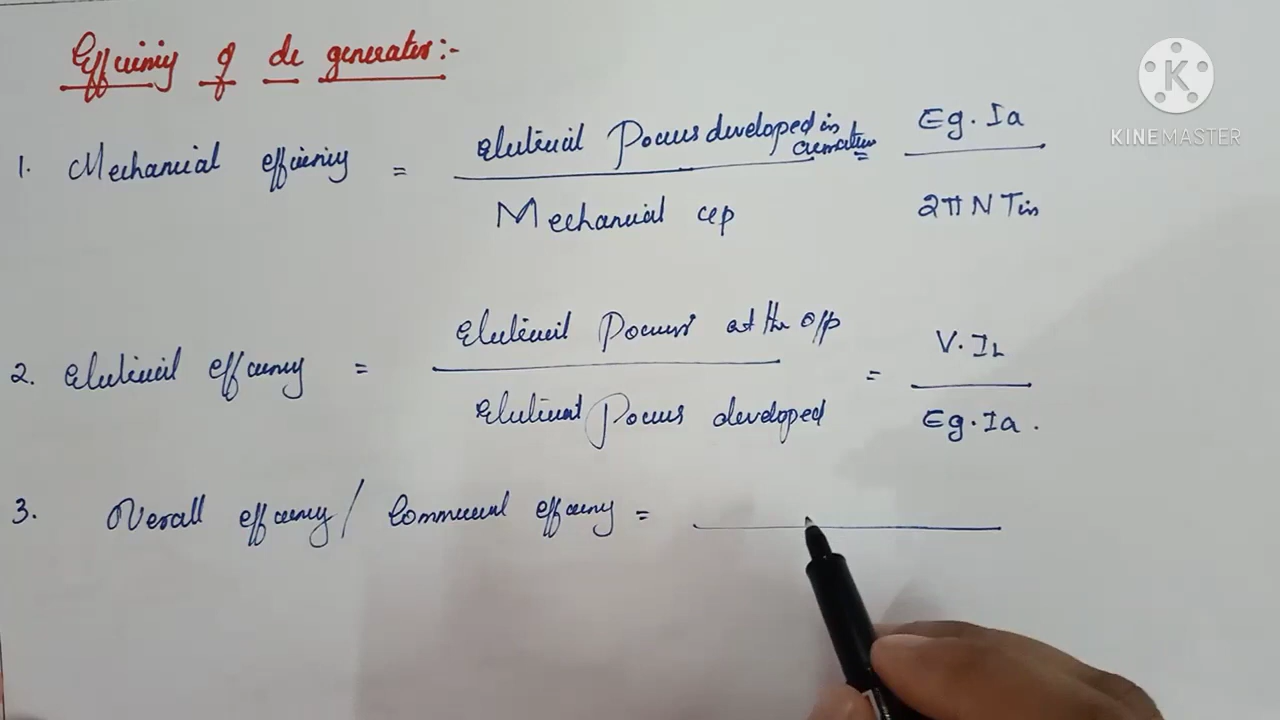 Efficiency of dc generator:-
K
KINEMASTER
1. Mechanical efficiency = Electrical Power developed in armature / Mechanical i/p = Eg.Ia / 2πNTin
2. Electrical efficiency = Electrical Power at the o/p / Electrical Power developed = V.IL / Eg.Ia.
3. Overall efficiency / Commercial efficiency =